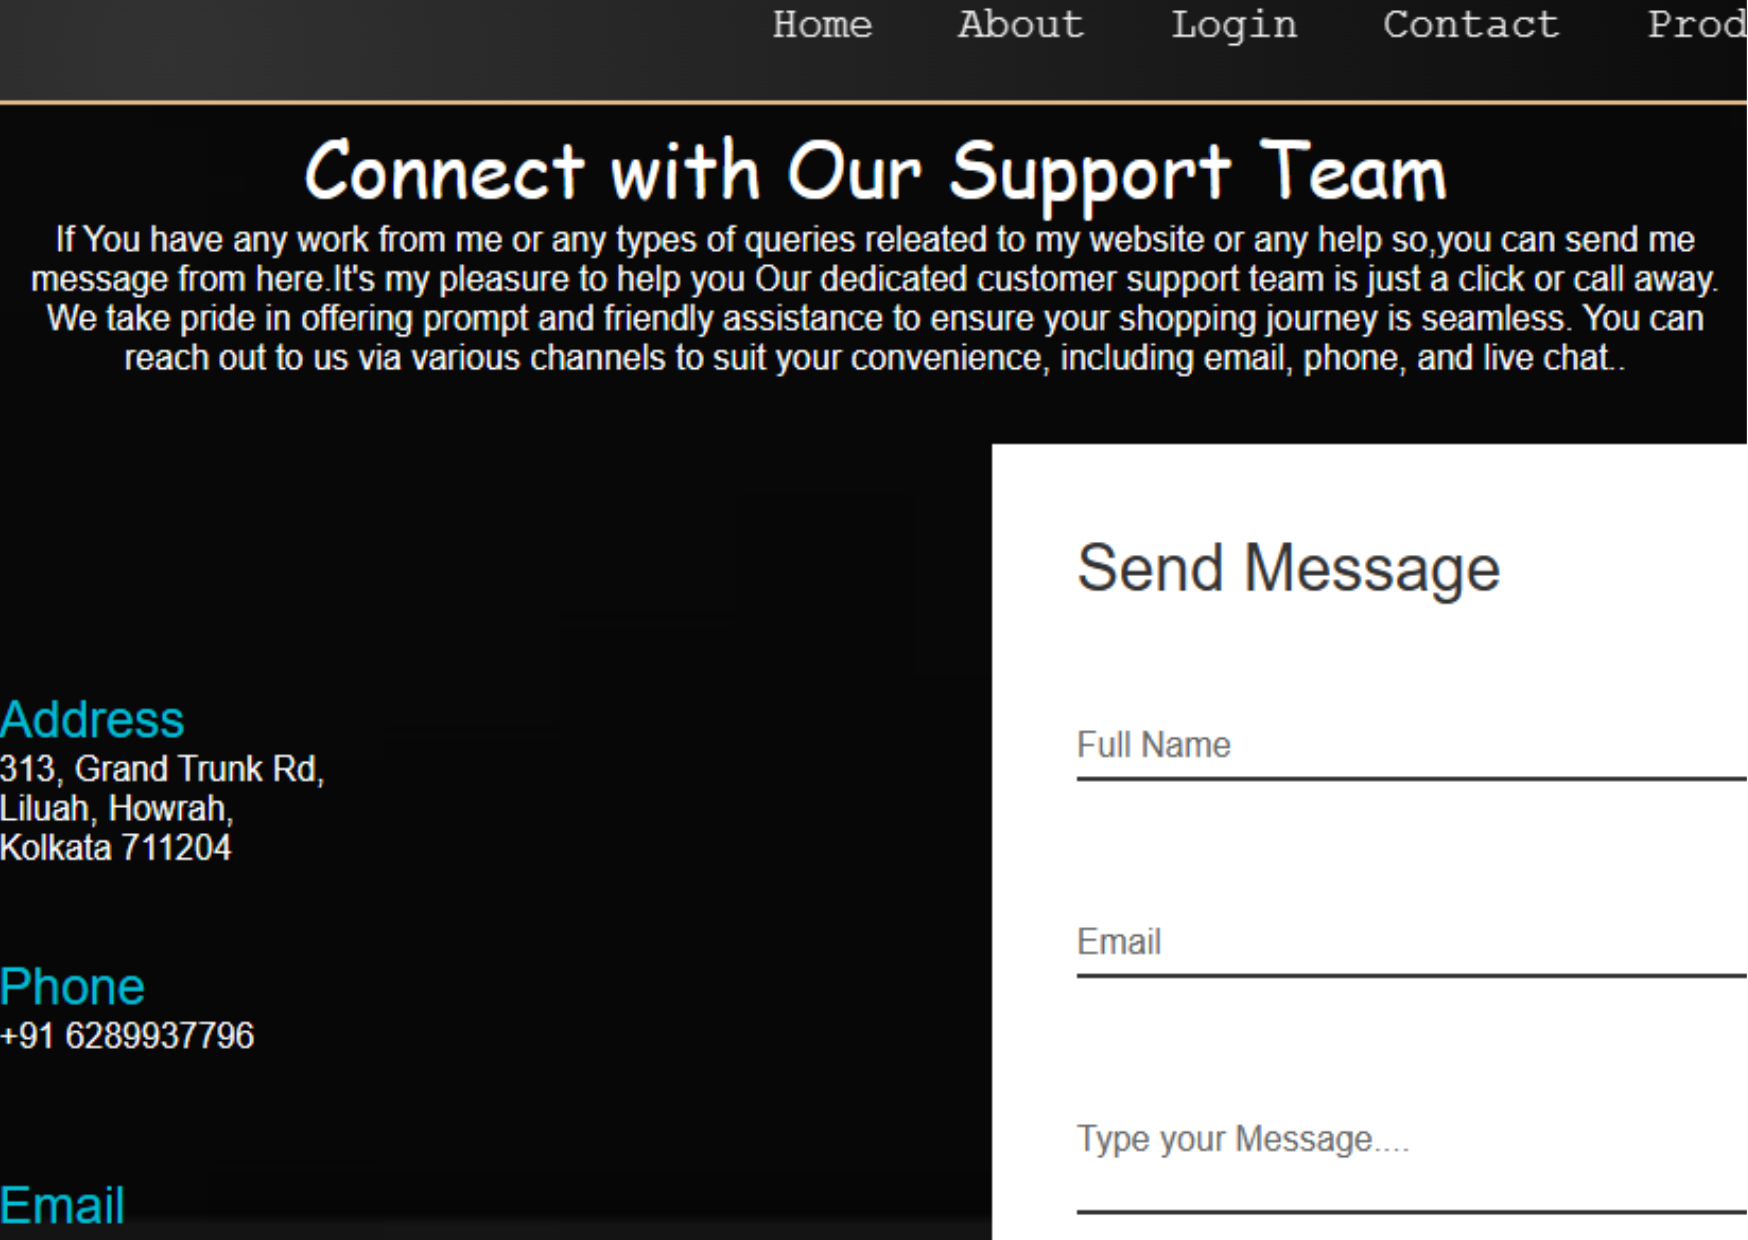 Home About Login Contact Prod
Connect with Our Support Team
If You have any work from me or any types of queries releated to my website or any help so,you can send me
message from here.It's my pleasure to help you Our dedicated customer support team is just a click or call away.
We take pride in offering prompt and friendly assistance to ensure your shopping journey is seamless. You can
reach out to us via various channels to suit your convenience, including email, phone, and live chat..
Address
313, Grand Trunk Rd,
Liluah, Howrah,
Kolkata 711204
Phone
+91 6289937796
Email
Send Message
Full Name
Email
Type your Message....